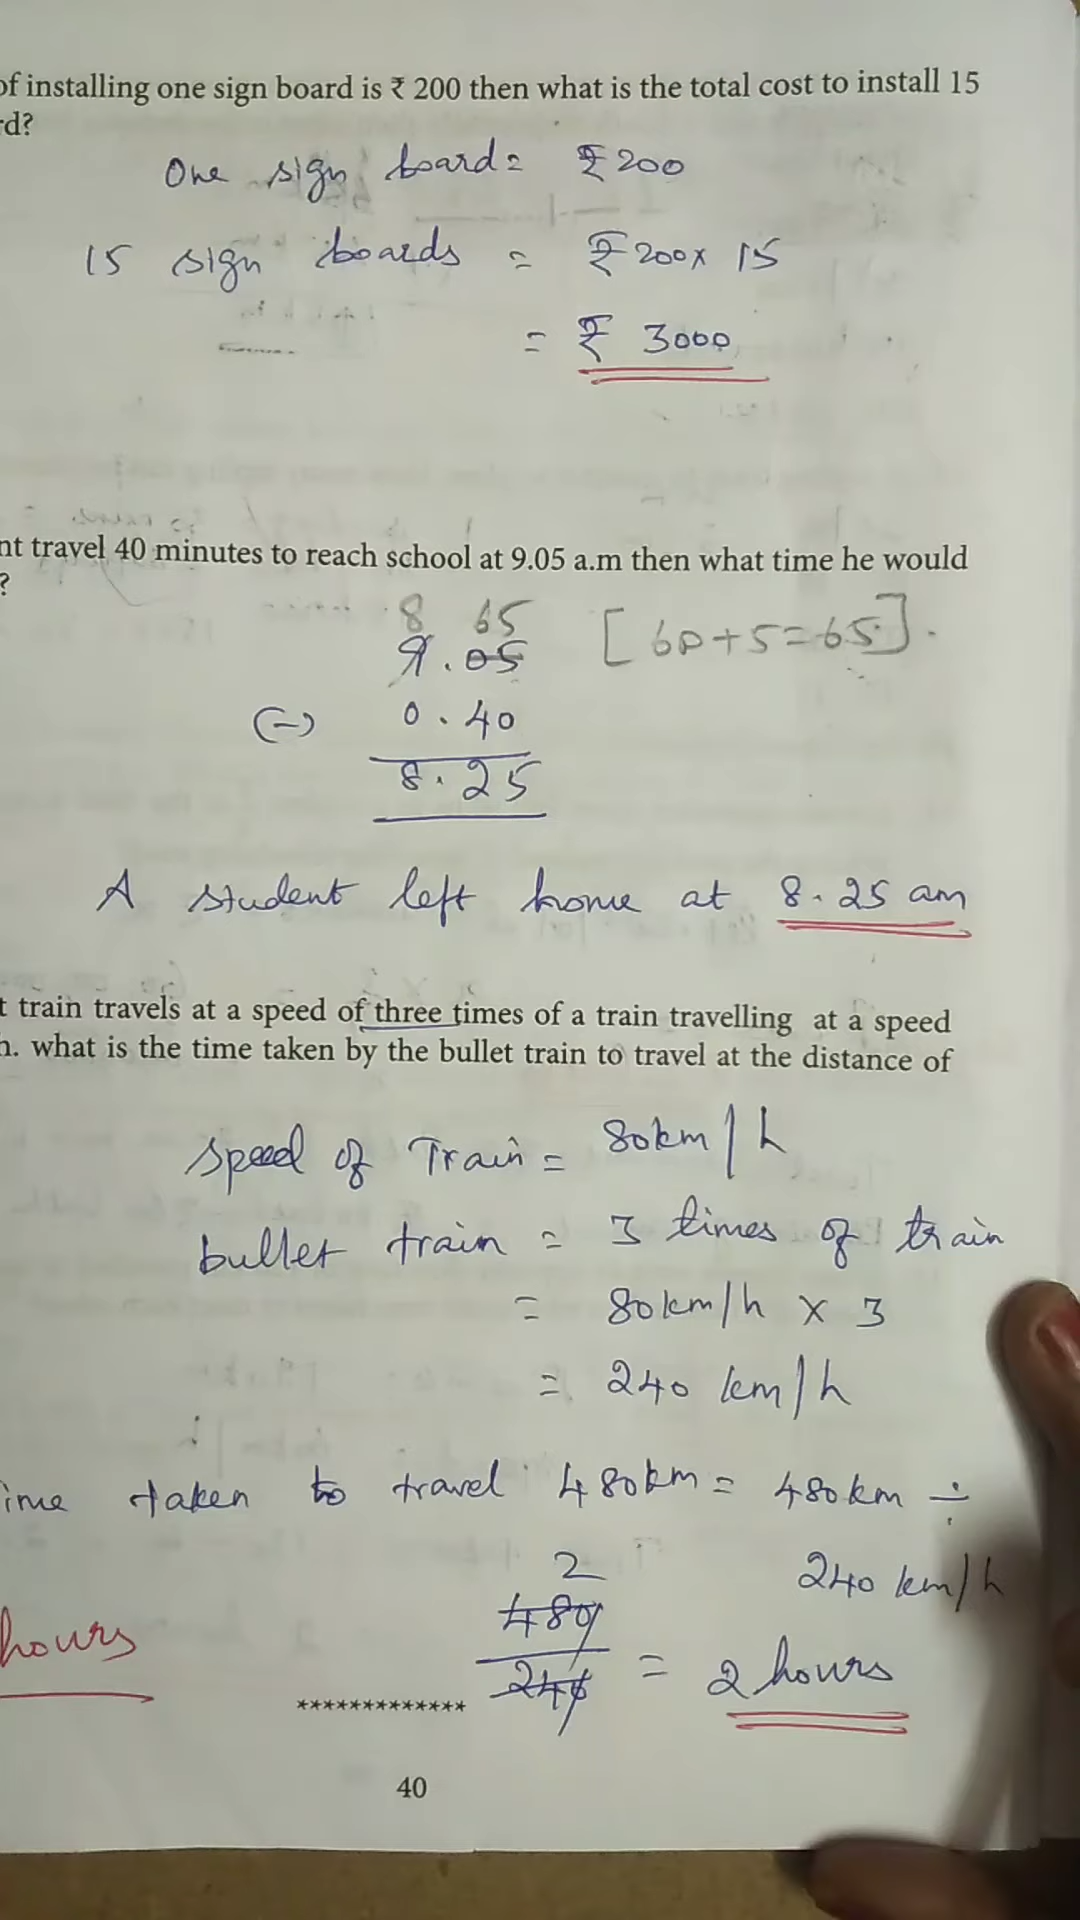 of installing one sign board is ₹ 200 then what is the total cost to install 15
rd?
One sign board = ₹ 200
15 sign boards = ₹ 200 x 15
= ₹ 3000
nt travel 40 minutes to reach school at 9.05 a.m then what time he would
?
8 65 [60+5=65].
9.05
(-) 0.40
8.25
A student left home at 8.25 am
t train travels at a speed of three times of a train travelling at a speed
h. what is the time taken by the bullet train to travel at the distance of
Speed of Train = 80km/h
bullet train = 3 times of train
= 80km/h x 3
= 240 km/h
ime taken to travel 480km = 480km ÷
240 km/h
2
480
hours
240 = 2 hours
*************
40